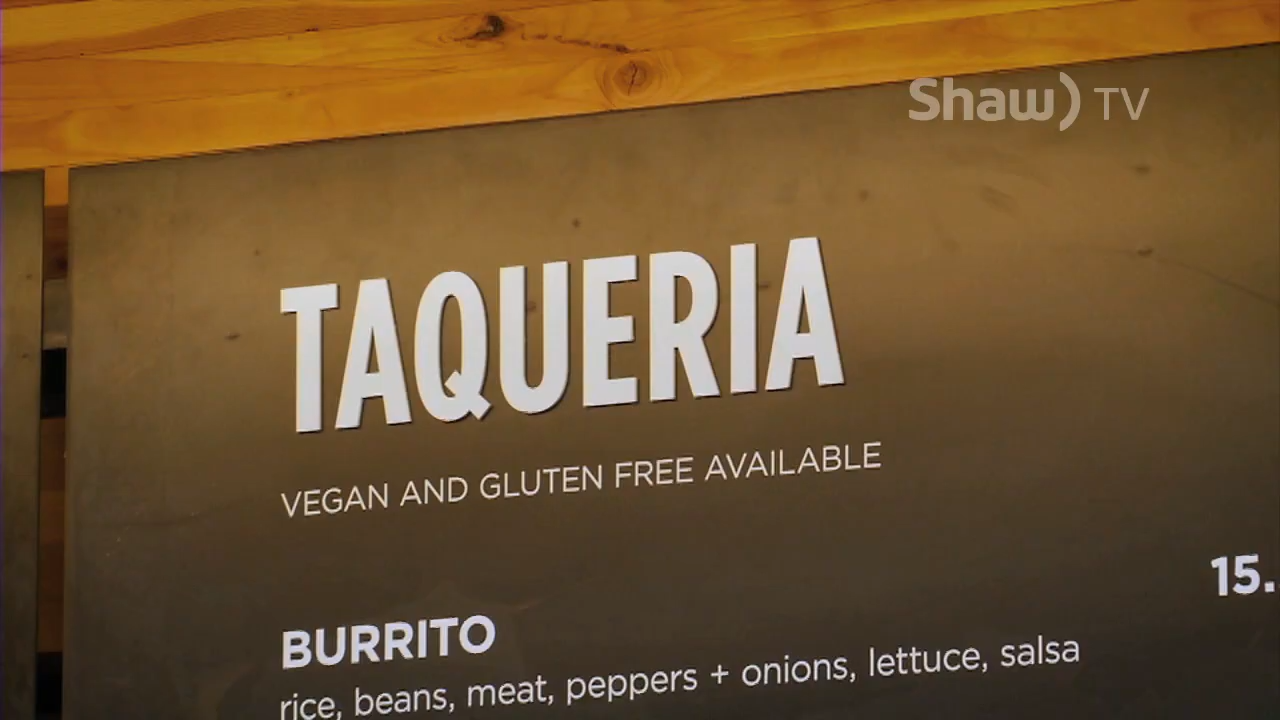 Shaw) TV
TAQUERIA
VEGAN AND GLUTEN FREE AVAILABLE
15.
BURRITO
rice, beans, meat, peppers + onions, lettuce, salsa